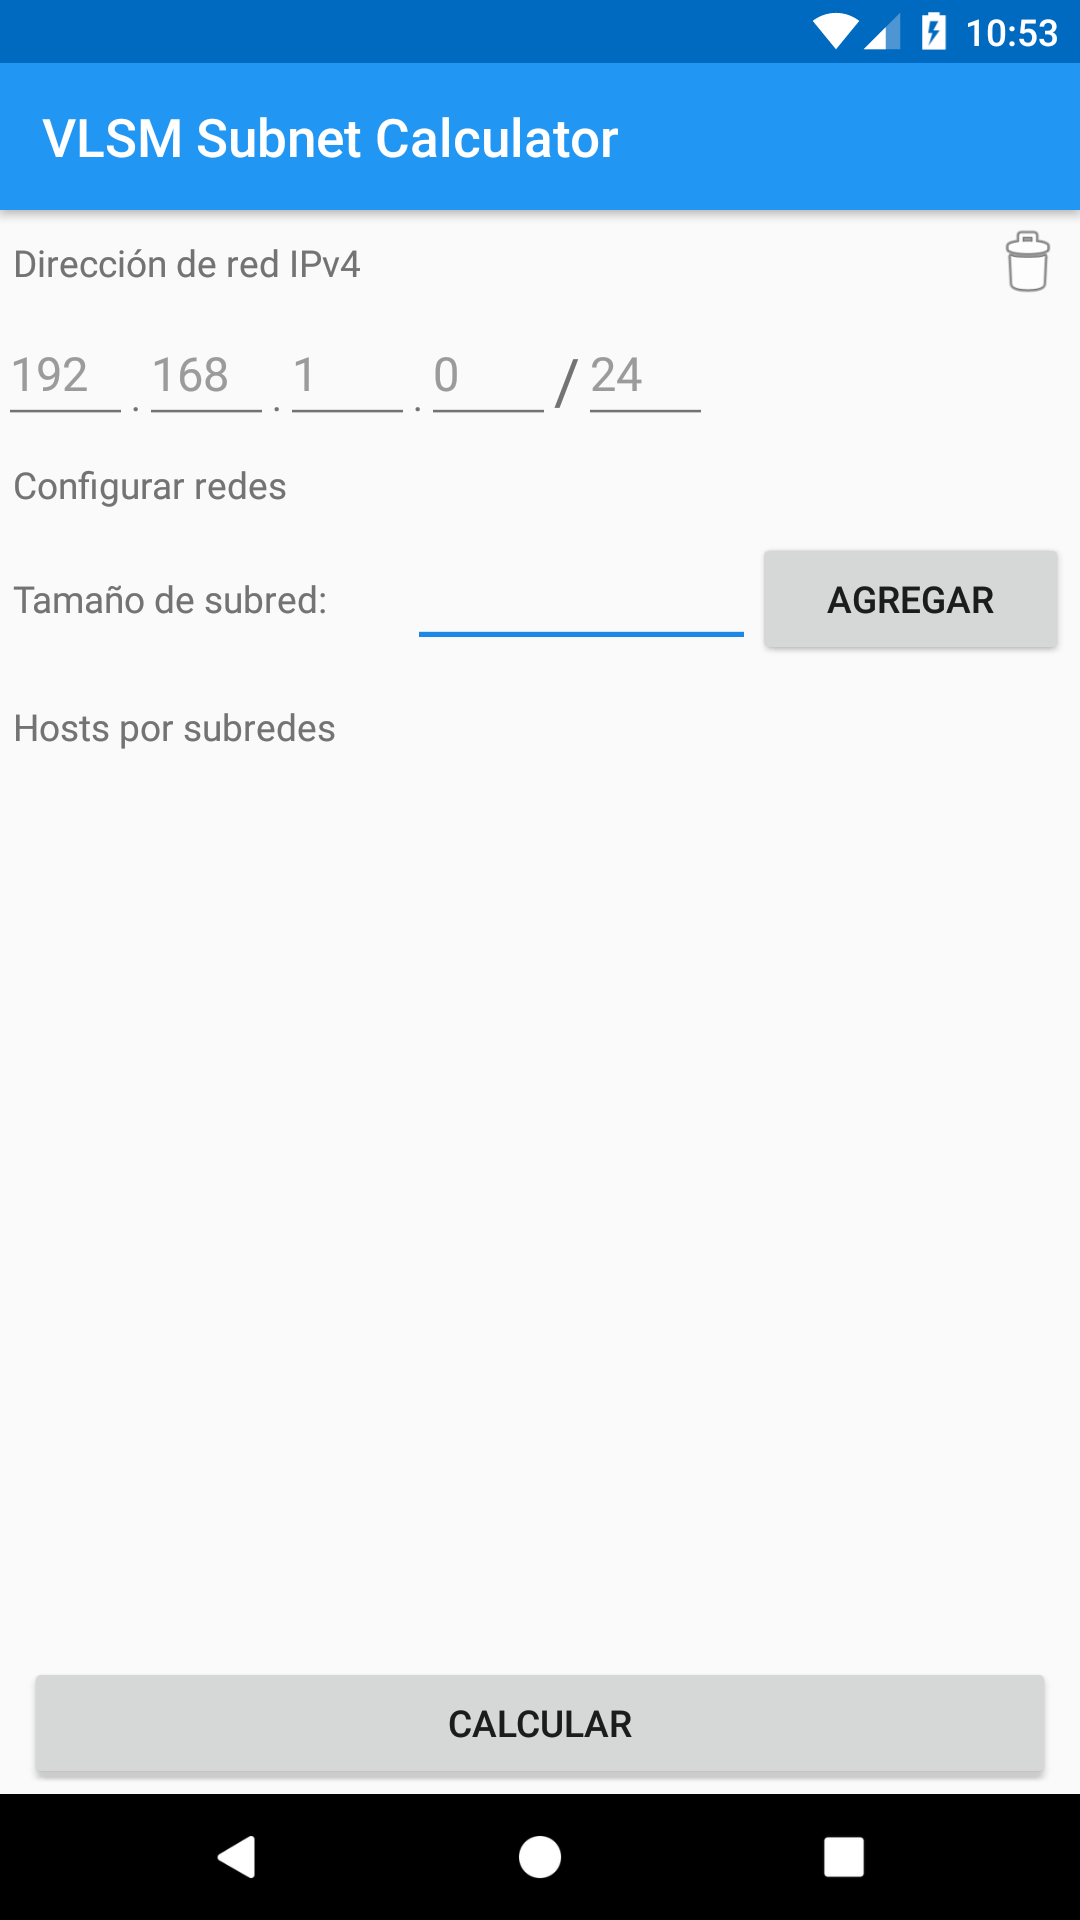 10:53
VLSM Subnet Calculator
Dirección de red IPv4
192 . 168 . 1 . 0 / 24
Configurar redes
Tamaño de subred: AGREGAR
Hosts por subredes
CALCULAR